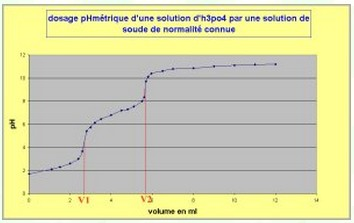 dosage pHmétrique d'une solution d'h3po4 par une solution de
soude de normalité connue
12
10
8
6
4
2
0
pH
0 2 4 6 8 10 12 14
V1 V2
volume en ml